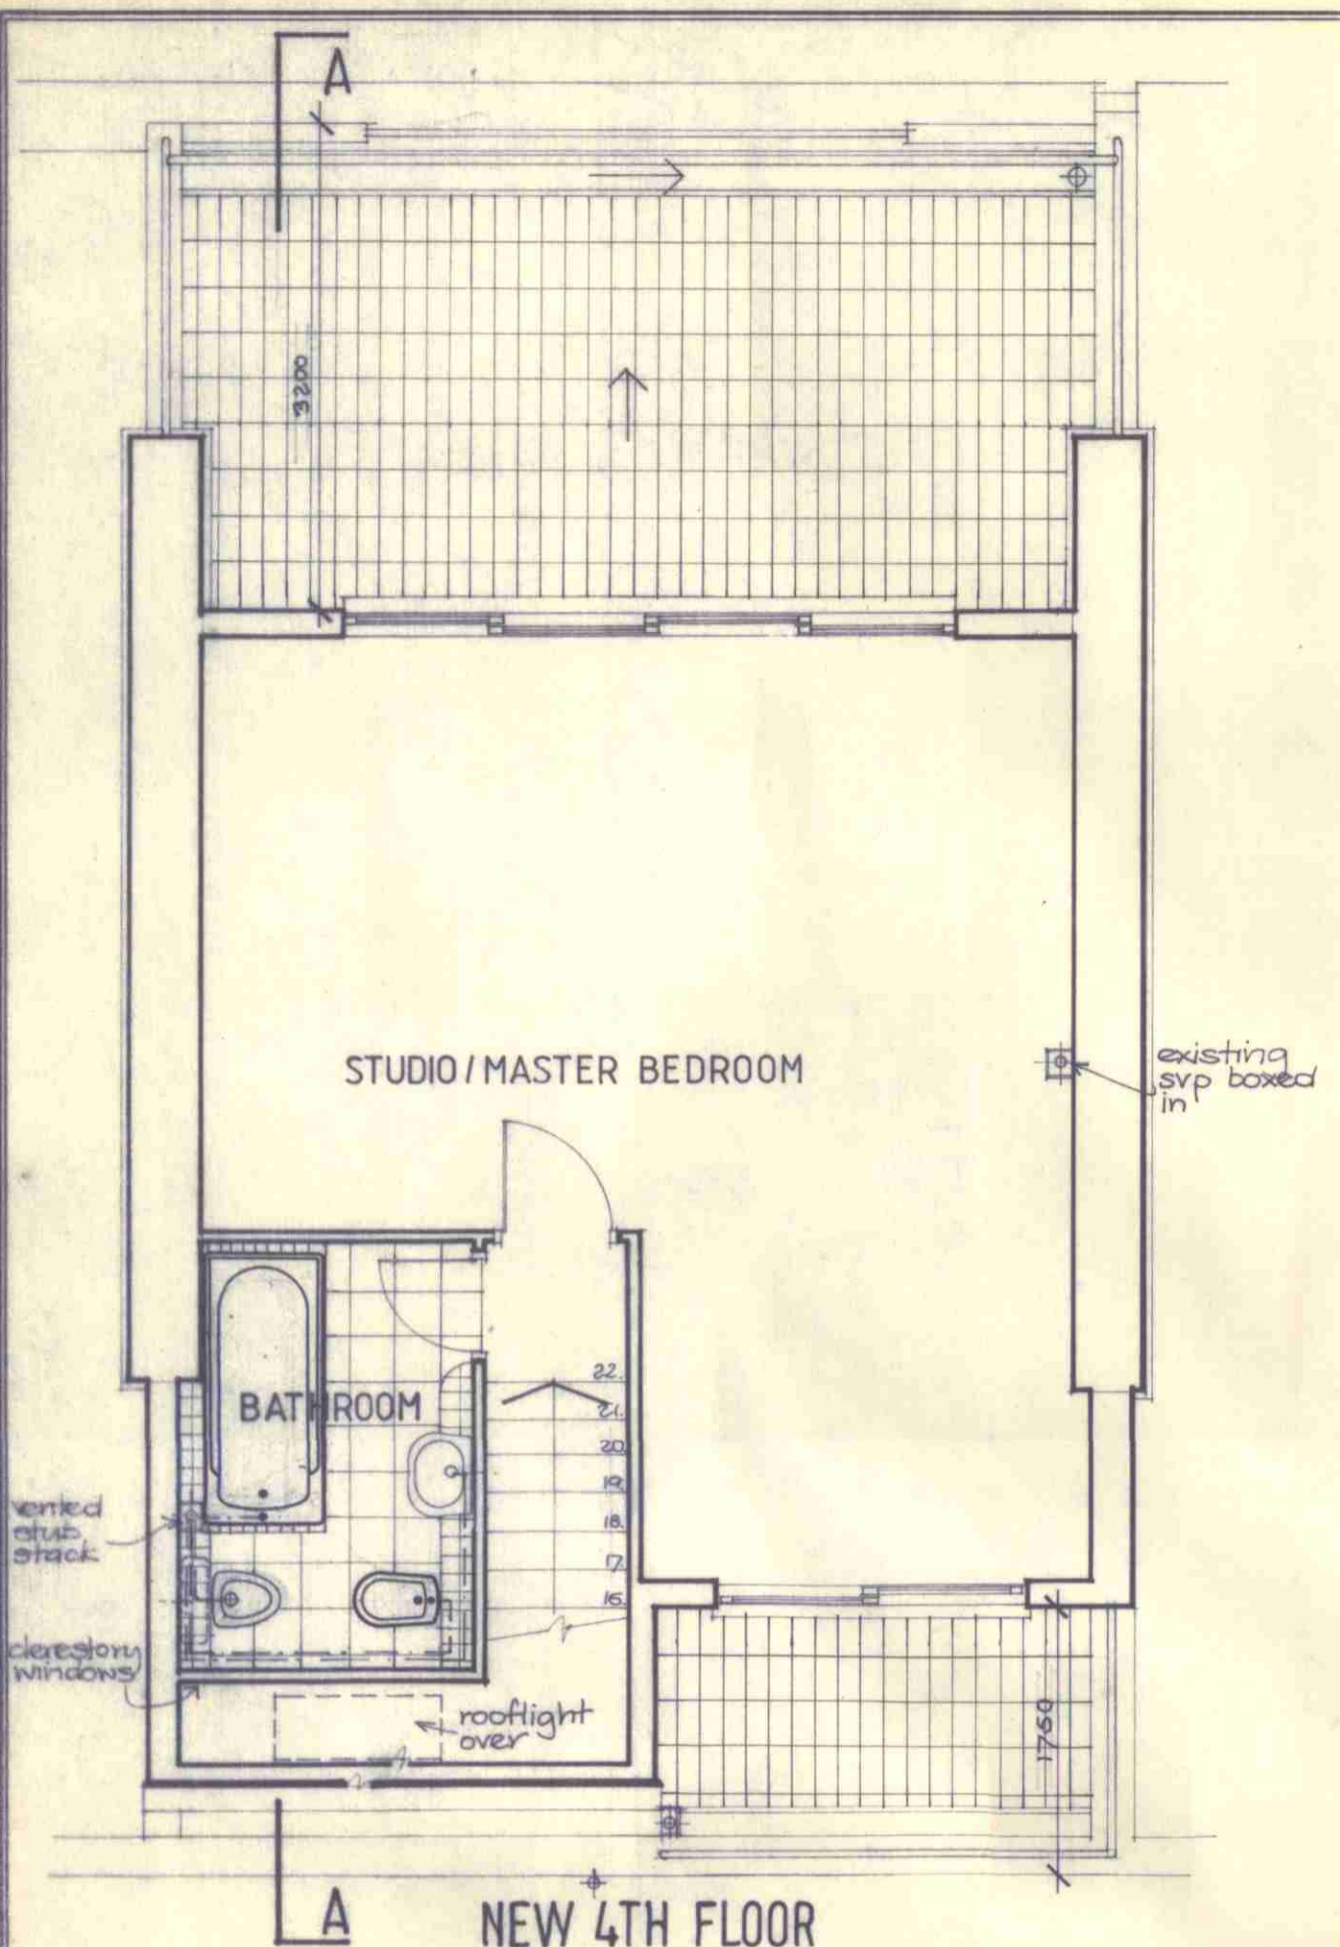 A
3200
STUDIO/MASTER BEDROOM
existing
svp boxed
in
BATHROOM
22.
21.
20.
19.
18.
17.
16.
vented
stub
stack
clerestory
windows
rooflight
over
1750
A
NEW 4TH FLOOR